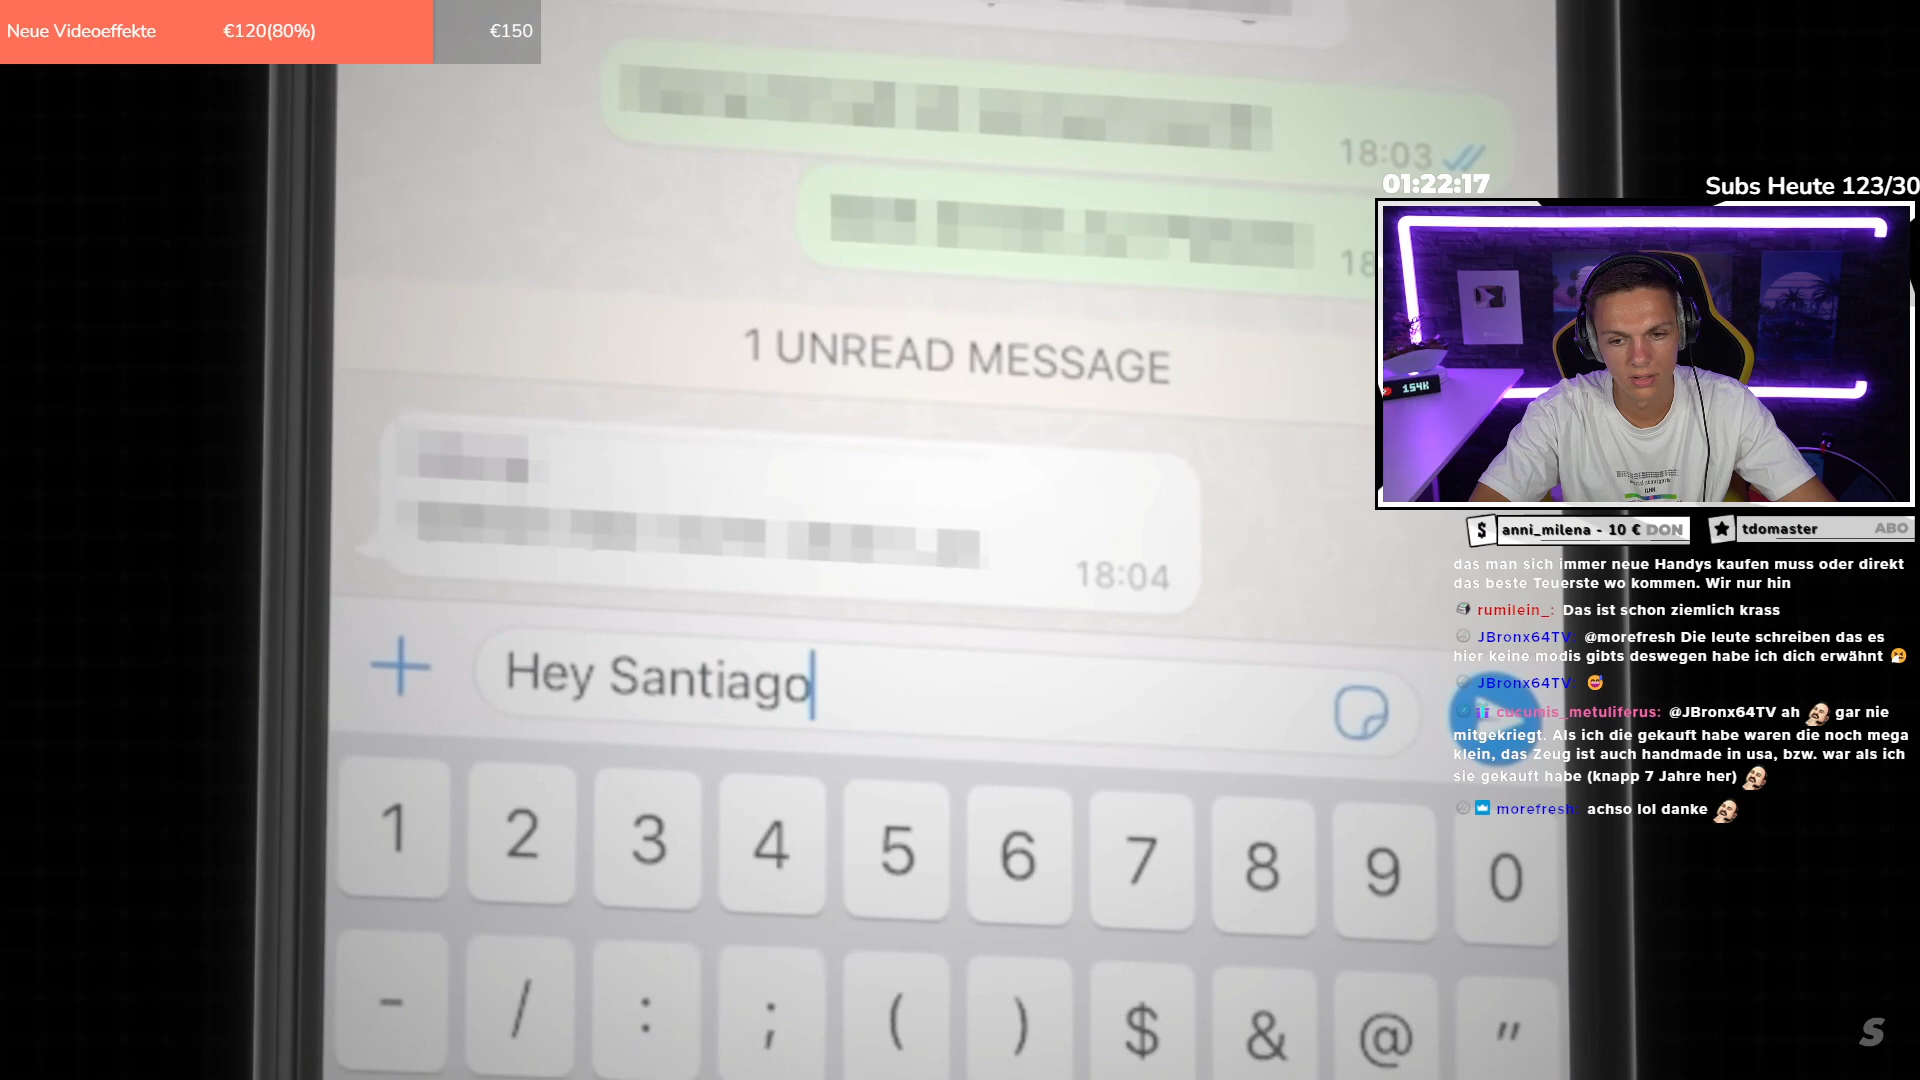 Neue Videoeffekte €120(80%) €150
18:03
18
1 UNREAD MESSAGE
18:04
Hey Santiago
1 2 3 4 5 6 7 8 9 0
- / : ; ( ) $ & @ "
01:22:17
Subs Heute 123/30
154K
anni_milena - 10 € DON
tdomaster ABO
das man sich immer neue Handys kaufen muss oder direkt
das beste Teuerste wo kommen. Wir nur hin
rumilein_: Das ist schon ziemlich krass
JBronx64TV: @morefresh Die leute schreiben das es
hier keine modis gibts deswegen habe ich dich erwähnt 🤧
JBronx64TV: 😅
cucumis_metuliferus: @JBronx64TV ah gar nie
mitgekriegt. Als ich die gekauft habe waren die noch mega
klein, das Zeug ist auch handmade in usa, bzw. war als ich
sie gekauft habe (knapp 7 Jahre her)
morefresh: achso lol danke
S